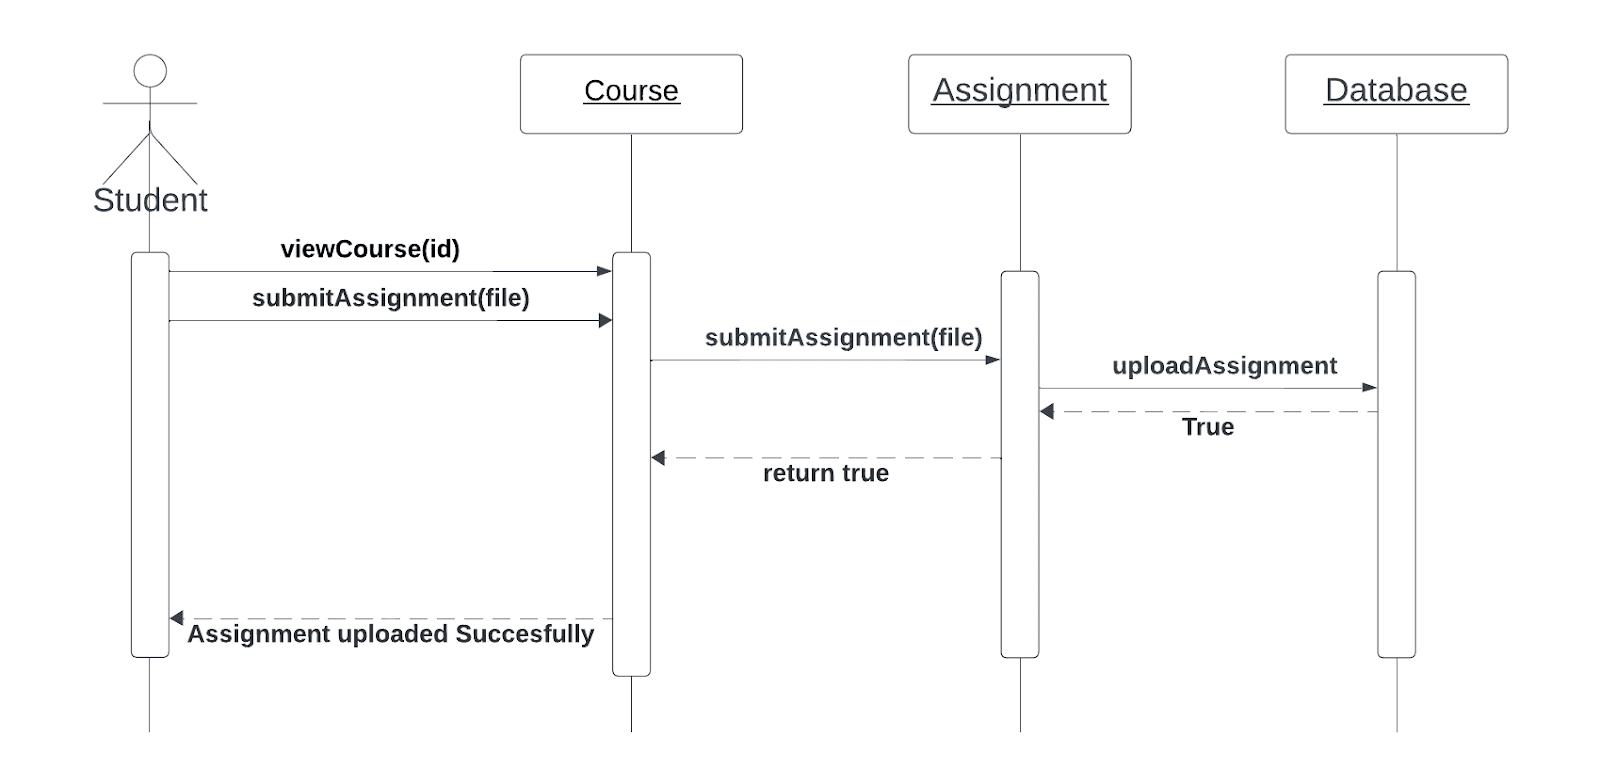 Course
Assignment
Database
Student
viewCourse(id)
submitAssignment(file)
submitAssignment(file)
uploadAssignment
True
return true
Assignment uploaded Succesfully